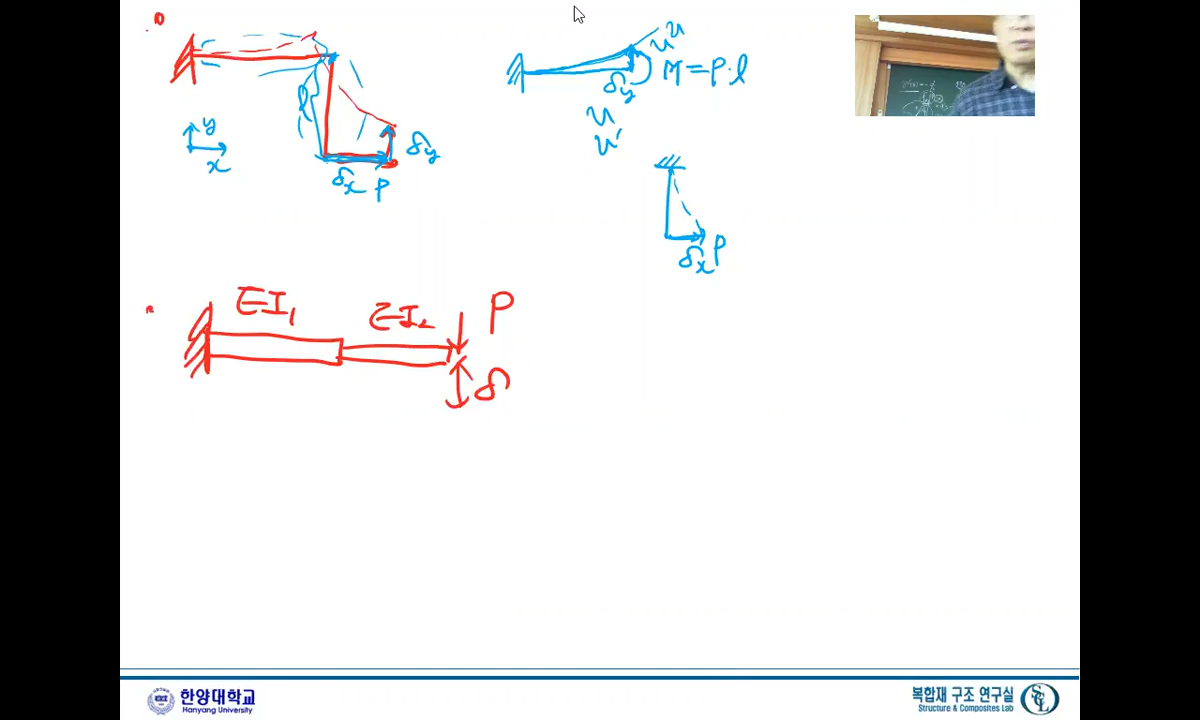 1)
l
y
x
δy
δx P
u u
M = P·l
δy
u
u'
δx P
EI₁
EI₂
P
δ
한양대학교
Hanyang University
복합재 구조 연구실
Structure & Composites Lab